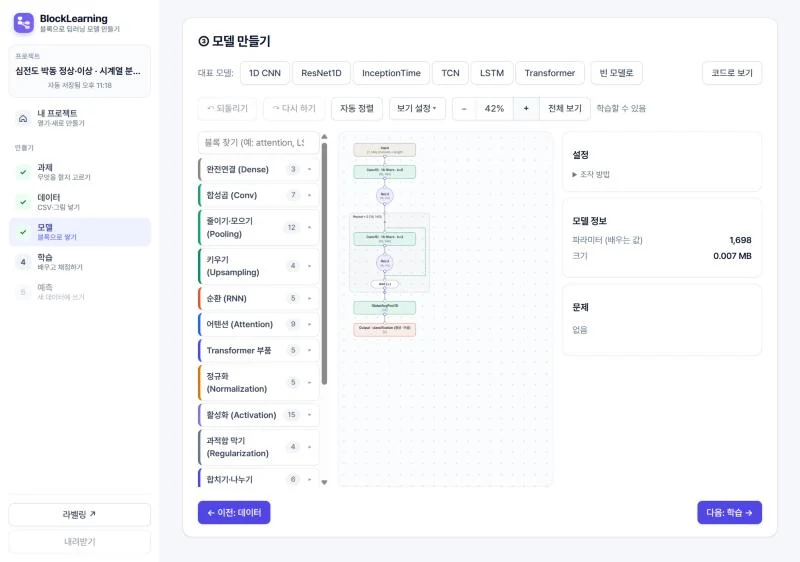 BlockLearning
블록으로 딥러닝 모델 만들기
프로젝트
심전도 박동 정상·이상 · 시계열 분...
자동 저장됨 오후 11:18
내 프로젝트
열기·새로 만들기
만들기
과제
무엇을 할지 고르기
데이터
CSV·그림 넣기
모델
블록으로 쌓기
4 학습
배우고 채점하기
5 예측
새 데이터에 쓰기
라벨링 ↗
내려받기
③ 모델 만들기
대표 모델: 1D CNN ResNet1D InceptionTime TCN LSTM Transformer 빈 모델로 코드로 보기
↶ 되돌리기 ↷ 다시 하기 자동 정렬 보기 설정 ▾ − 42% + 전체 보기 학습할 수 있음
블록 찾기 (예: attention, LS
완전연결 (Dense) 3
합성곱 (Conv) 7
줄이기·모으기
(Pooling) 12
키우기
(Upsampling) 4
순환 (RNN) 5
어텐션 (Attention) 9
Transformer 부품 5
정규화
(Normalization) 5
활성화 (Activation) 15
과적합 막기
(Regularization) 4
합치기·나누기 6
Input
ReLU
ReLU
GlobalAvgPool1D
설정
▶ 조작 방법
모델 정보
파라미터 (배우는 값) 1,698
크기 0.007 MB
문제
없음
← 이전: 데이터
다음: 학습 →